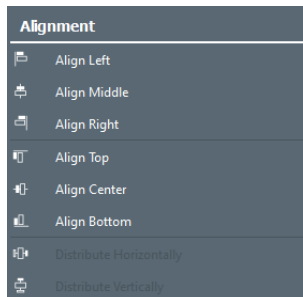 Alignment
Align Left
Align Middle
Align Right
Align Top
Align Center
Align Bottom
Distribute Horizontally
Distribute Vertically